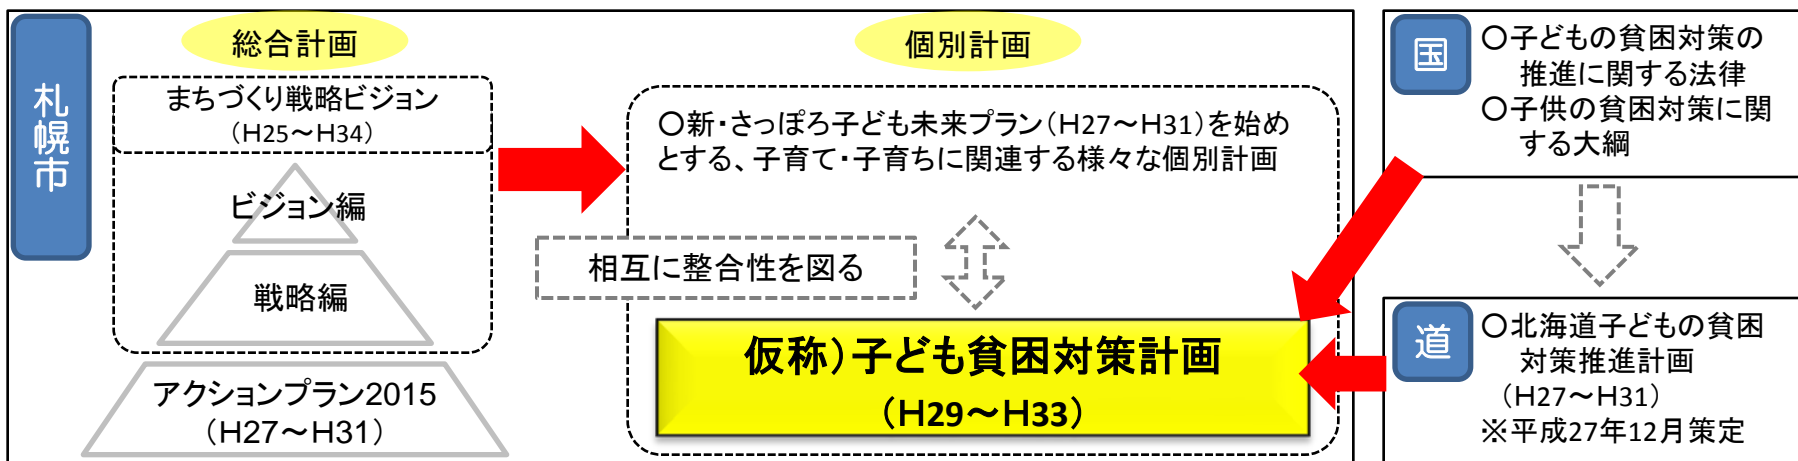 札幌市
総合計画
まちづくり戦略ビジョン
（H25～H34）
ビジョン編
戦略編
アクションプラン2015
（H27～H31）
個別計画
○新・さっぽろ子ども未来プラン（H27～H31）を始め
とする、子育て・子育ちに関連する様々な個別計画
相互に整合性を図る
仮称）子ども貧困対策計画
（H29～H33）
国
○子どもの貧困対策の
推進に関する法律
○子供の貧困対策に関
する大綱
道
○北海道子どもの貧困
対策推進計画
（H27～H31）
※平成27年12月策定